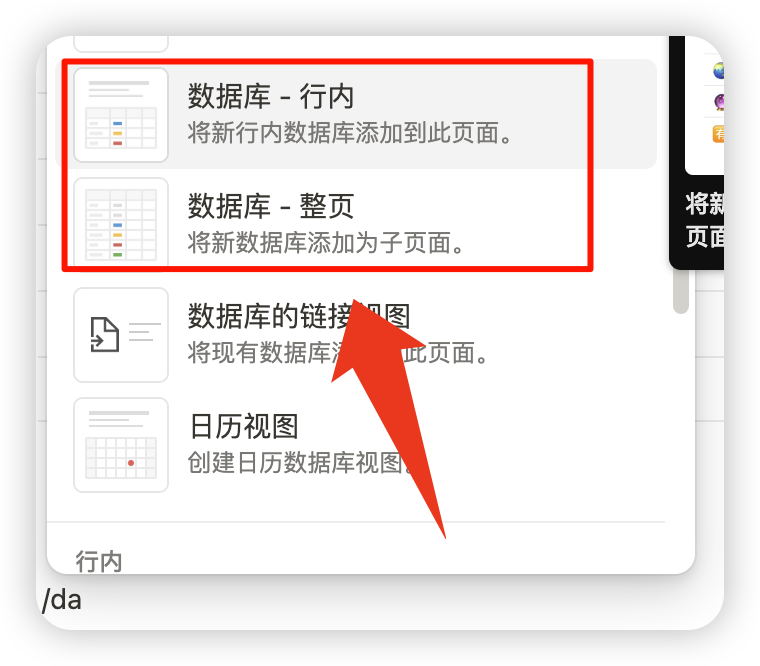 数据库 - 行内
将新行内数据库添加到此页面。
数据库 - 整页
将新数据库添加为子页面。
将新
页面
数据库的链接视图
将现有数据库添 此页面。
日历视图
创建日历数据库视图。
行内
/da